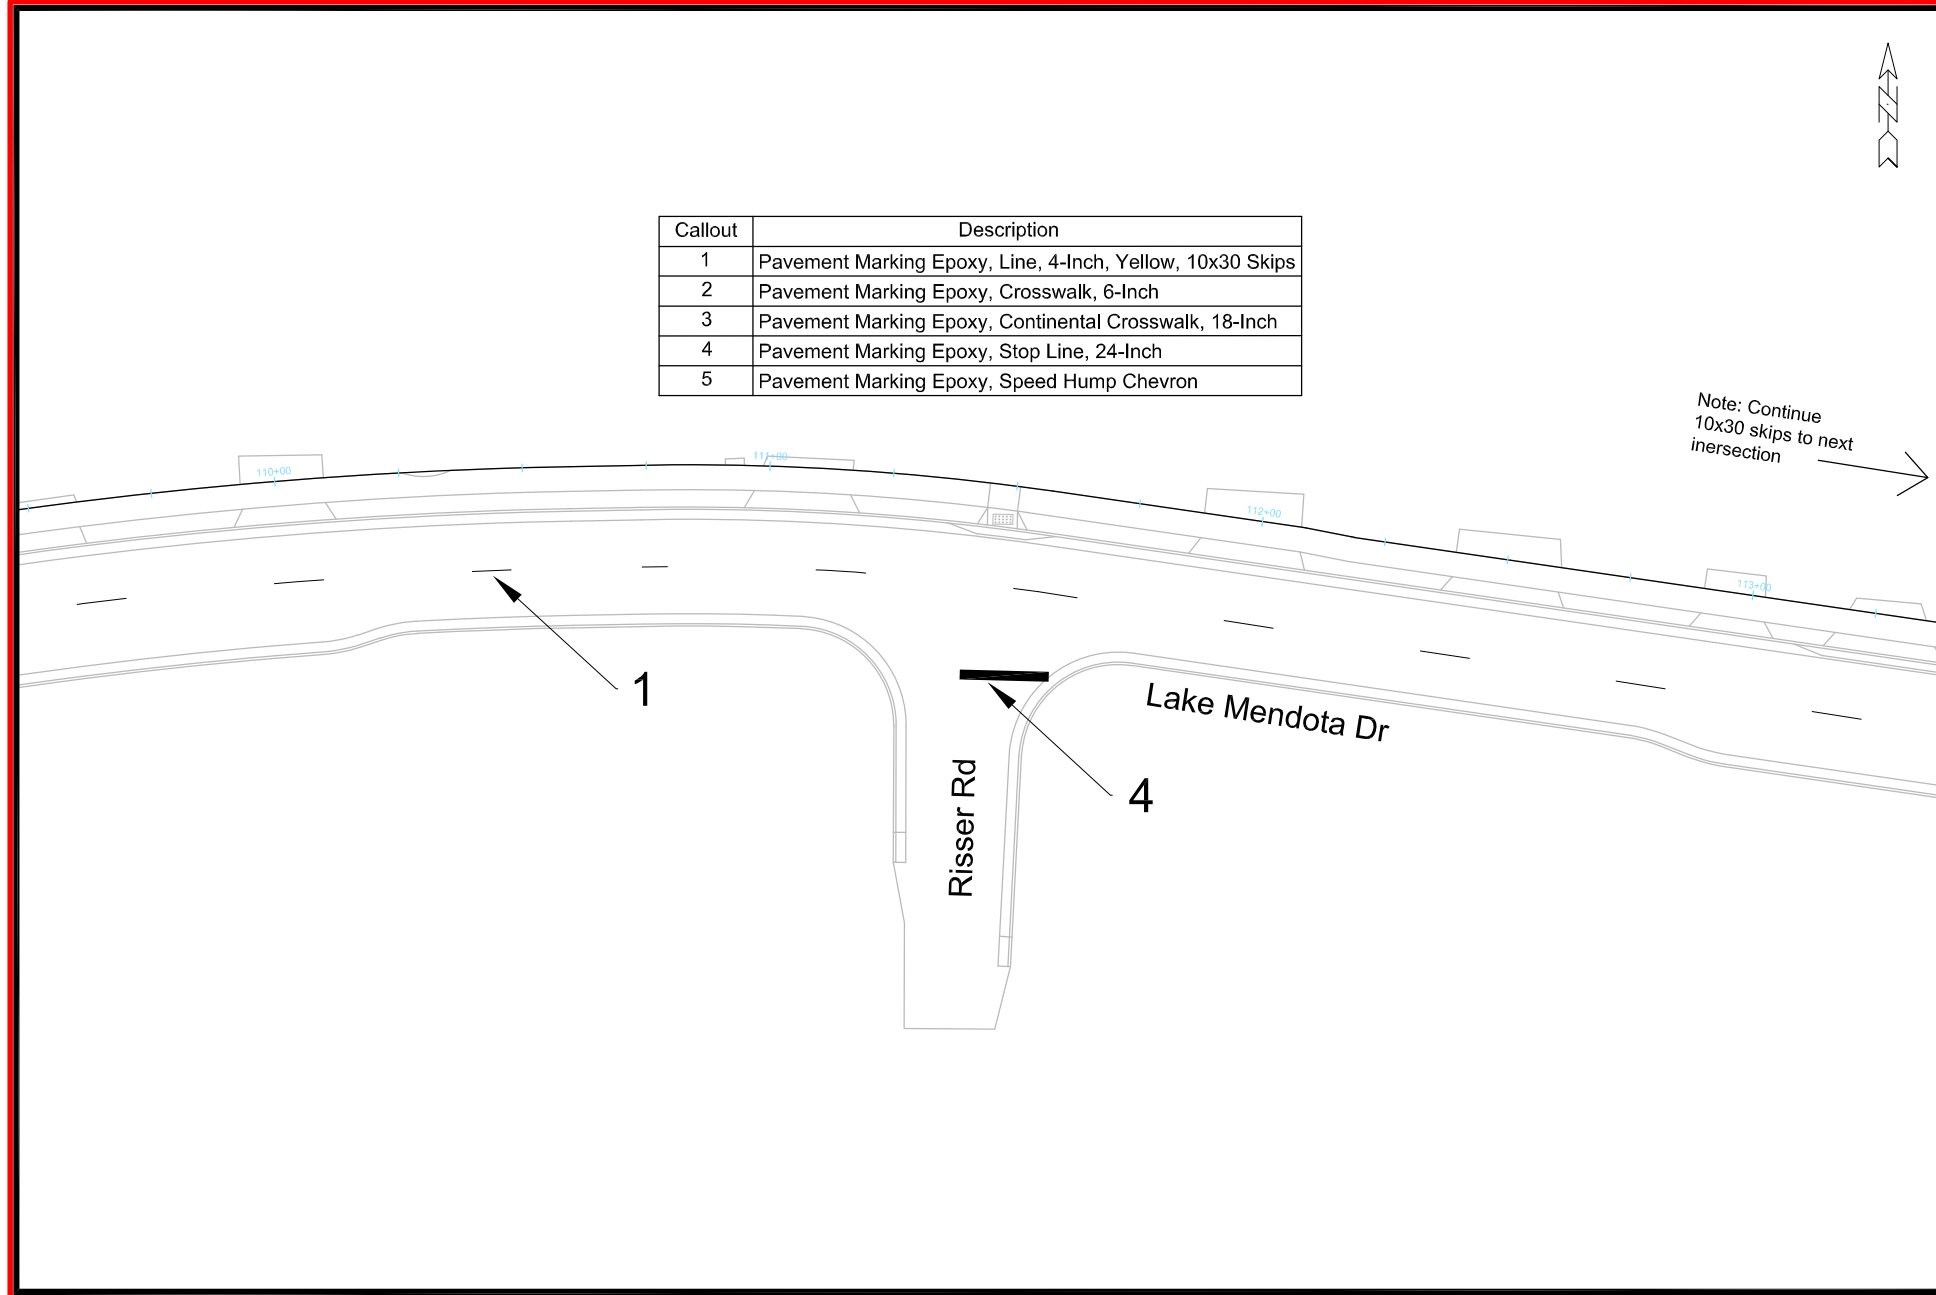 Callout Description
1 Pavement Marking Epoxy, Line, 4-Inch, Yellow, 10x30 Skips
2 Pavement Marking Epoxy, Crosswalk, 6-Inch
3 Pavement Marking Epoxy, Continental Crosswalk, 18-Inch
4 Pavement Marking Epoxy, Stop Line, 24-Inch
5 Pavement Marking Epoxy, Speed Hump Chevron
Note: Continue
10x30 skips to next
inersection
110+00
111+00
112+00
113+00
1
Lake Mendota Dr
4
Risser Rd
N